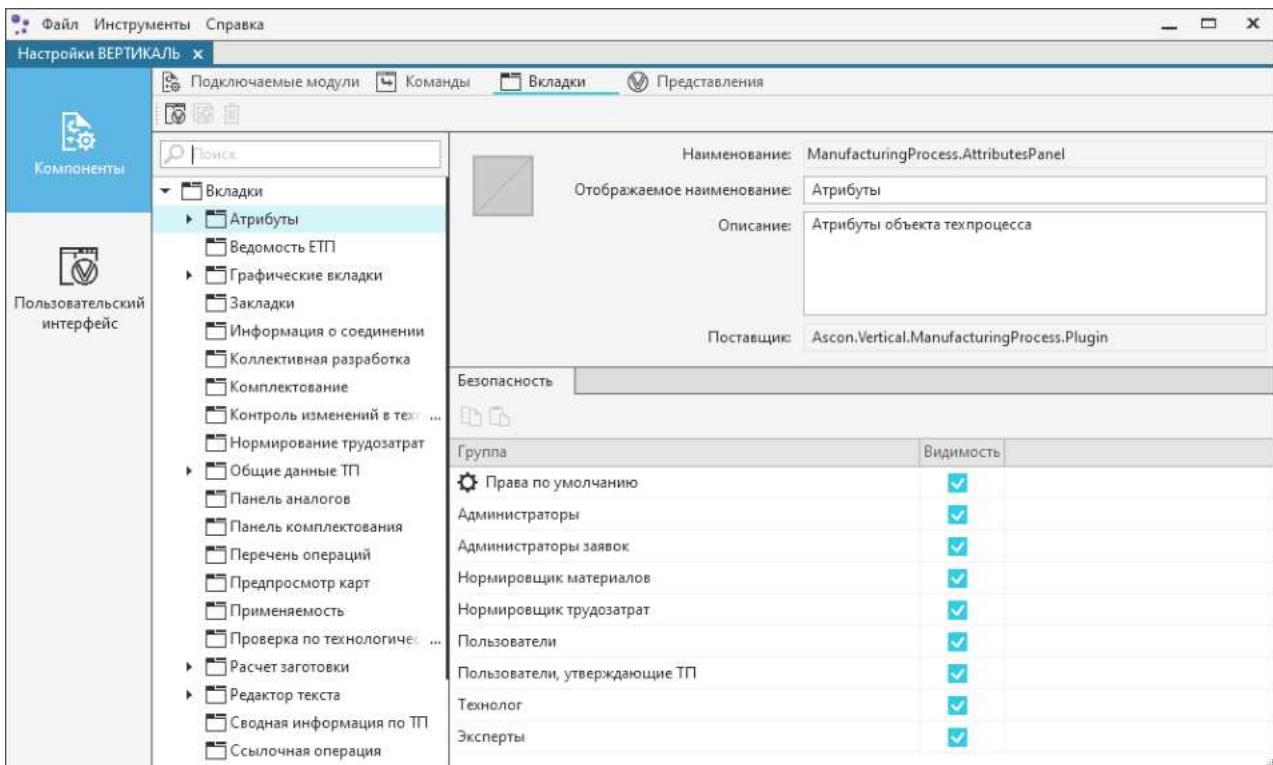 Файл Инструменты Справка
Настройки ВЕРТИКАЛЬ x
Подключаемые модули Команды Вкладки Представления
Компоненты
Пользовательский
интерфейс
Поиск
Вкладки
Атрибуты
Ведомость ЕТП
Графические вкладки
Закладки
Информация о соединении
Коллективная разработка
Комплектование
Контроль изменений в тех ...
Нормирование трудозатрат
Общие данные ТП
Панель аналогов
Панель комплектования
Перечень операций
Предпросмотр карт
Применяемость
Проверка по технологичес ...
Расчет заготовки
Редактор текста
Сводная информация по ТП
Ссылочная операция
Наименование: ManufacturingProcess.AttributesPanel
Отображаемое наименование: Атрибуты
Описание: Атрибуты объекта техпроцесса
Поставщик: Ascon.Vertical.ManufacturingProcess.Plugin
Безопасность
Группа Видимость
Права по умолчанию
Администраторы
Администраторы заявок
Нормировщик материалов
Нормировщик трудозатрат
Пользователи
Пользователи, утверждающие ТП
Технолог
Эксперты